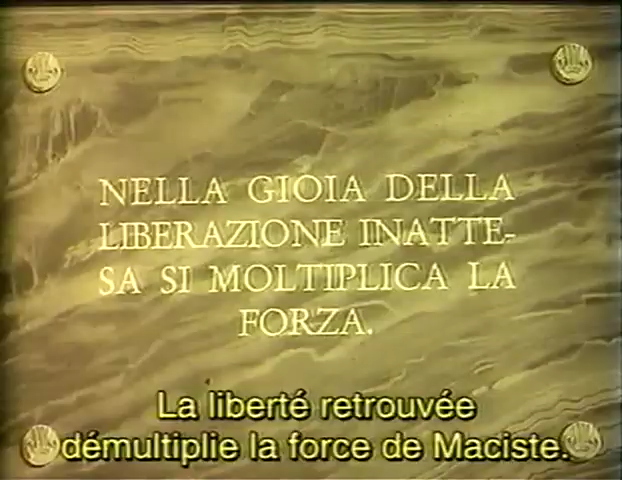 NELLA GIOIA DELLA
LIBERAZIONE INATTE-
SA SI MOLTIPLICA LA
FORZA.
La liberté retrouvée
démultiplie la force de Maciste.